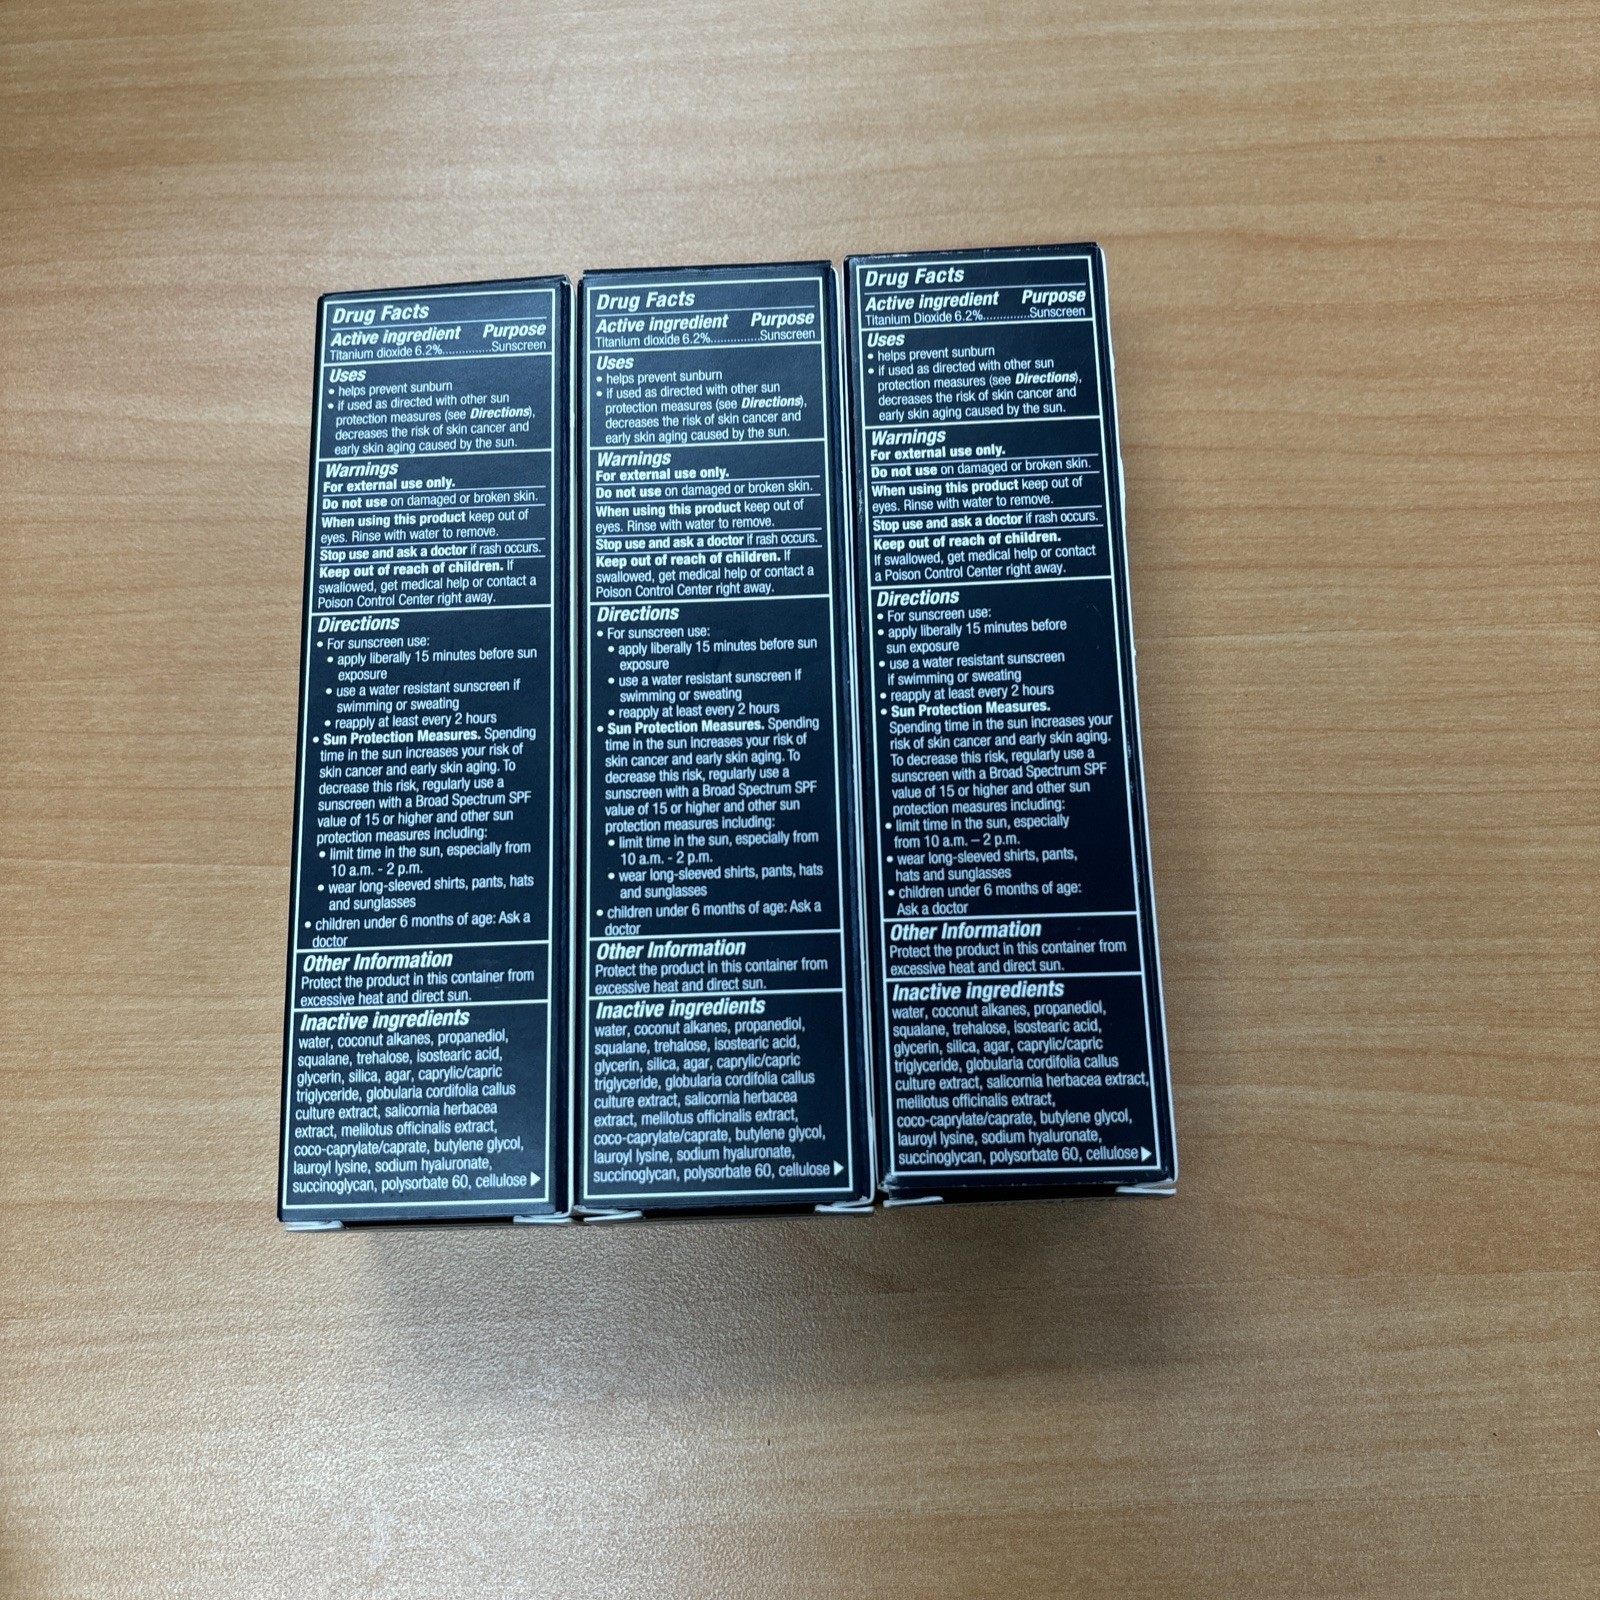 Drug Facts
Active ingredient Purpose
Titanium dioxide 6.2%..............Sunscreen
Uses
• helps prevent sunburn
• if used as directed with other sun
protection measures (see Directions),
decreases the risk of skin cancer and
early skin aging caused by the sun.
Warnings
For external use only.
Do not use on damaged or broken skin.
When using this product keep out of
eyes. Rinse with water to remove.
Stop use and ask a doctor if rash occurs.
Keep out of reach of children. If
swallowed, get medical help or contact a
Poison Control Center right away.
Directions
• For sunscreen use:
• apply liberally 15 minutes before sun
exposure
• use a water resistant sunscreen if
swimming or sweating
• reapply at least every 2 hours
• Sun Protection Measures. Spending
time in the sun increases your risk of
skin cancer and early skin aging. To
decrease this risk, regularly use a
sunscreen with a Broad Spectrum SPF
value of 15 or higher and other sun
protection measures including:
• limit time in the sun, especially from
10 a.m. - 2 p.m.
• wear long-sleeved shirts, pants, hats
and sunglasses
• children under 6 months of age: Ask a
doctor
Other Information
Protect the product in this container from
excessive heat and direct sun.
Inactive ingredients
water, coconut alkanes, propanediol,
squalane, trehalose, isostearic acid,
glycerin, silica, agar, caprylic/capric
triglyceride, globularia cordifolia callus
culture extract, salicornia herbacea
extract, melilotus officinalis extract,
coco-caprylate/caprate, butylene glycol,
lauroyl lysine, sodium hyaluronate,
succinoglycan, polysorbate 60, cellulose ▶
Drug Facts
Active ingredient Purpose
Titanium dioxide 6.2%..............Sunscreen
Uses
• helps prevent sunburn
• if used as directed with other sun
protection measures (see Directions),
decreases the risk of skin cancer and
early skin aging caused by the sun.
Warnings
For external use only.
Do not use on damaged or broken skin.
When using this product keep out of
eyes. Rinse with water to remove.
Stop use and ask a doctor if rash occurs.
Keep out of reach of children. If
swallowed, get medical help or contact a
Poison Control Center right away.
Directions
• For sunscreen use:
• apply liberally 15 minutes before sun
exposure
• use a water resistant sunscreen if
swimming or sweating
• reapply at least every 2 hours
• Sun Protection Measures. Spending
time in the sun increases your risk of
skin cancer and early skin aging. To
decrease this risk, regularly use a
sunscreen with a Broad Spectrum SPF
value of 15 or higher and other sun
protection measures including:
• limit time in the sun, especially from
10 a.m. - 2 p.m.
• wear long-sleeved shirts, pants, hats
and sunglasses
• children under 6 months of age: Ask a
doctor
Other Information
Protect the product in this container from
excessive heat and direct sun.
Inactive ingredients
water, coconut alkanes, propanediol,
squalane, trehalose, isostearic acid,
glycerin, silica, agar, caprylic/capric
triglyceride, globularia cordifolia callus
culture extract, salicornia herbacea
extract, melilotus officinalis extract,
coco-caprylate/caprate, butylene glycol,
lauroyl lysine, sodium hyaluronate,
succinoglycan, polysorbate 60, cellulose ▶
Drug Facts
Active ingredient Purpose
Titanium Dioxide 6.2%.............Sunscreen
Uses
• helps prevent sunburn
• if used as directed with other sun
protection measures (see Directions),
decreases the risk of skin cancer and
early skin aging caused by the sun.
Warnings
For external use only.
Do not use on damaged or broken skin.
When using this product keep out of
eyes. Rinse with water to remove.
Stop use and ask a doctor if rash occurs.
Keep out of reach of children.
If swallowed, get medical help or contact
a Poison Control Center right away.
Directions
• For sunscreen use:
• apply liberally 15 minutes before
sun exposure
• use a water resistant sunscreen
if swimming or sweating
• reapply at least every 2 hours
• Sun Protection Measures.
Spending time in the sun increases your
risk of skin cancer and early skin aging.
To decrease this risk, regularly use a
sunscreen with a Broad Spectrum SPF
value of 15 or higher and other sun
protection measures including:
• limit time in the sun, especially
from 10 a.m. – 2 p.m.
• wear long-sleeved shirts, pants,
hats and sunglasses
• children under 6 months of age:
Ask a doctor
Other Information
Protect the product in this container from
excessive heat and direct sun.
Inactive ingredients
water, coconut alkanes, propanediol,
squalane, trehalose, isostearic acid,
glycerin, silica, agar, caprylic/capric
triglyceride, globularia cordifolia callus
culture extract, salicornia herbacea extract,
melilotus officinalis extract,
coco-caprylate/caprate, butylene glycol,
lauroyl lysine, sodium hyaluronate,
succinoglycan, polysorbate 60, cellulose ▶